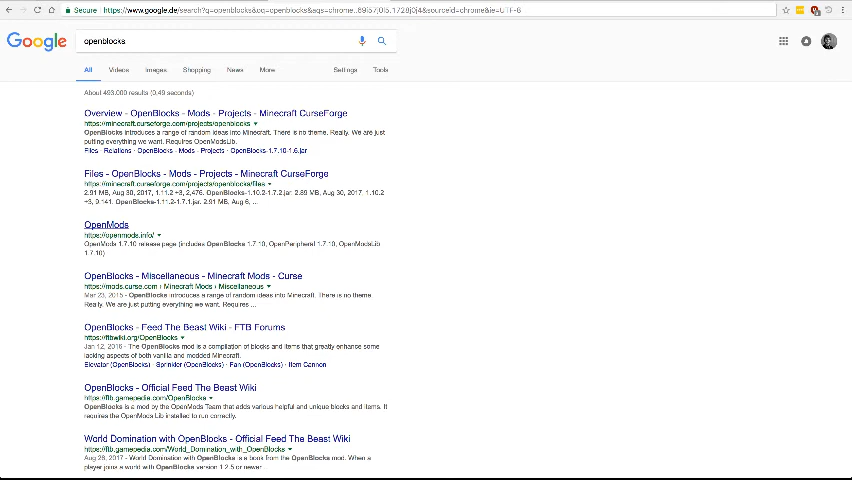 Secure | https://www.google.de/search?q=openblocks&oq=openblocks&aqs=chrome..69i57j0l5.1728j0j4&sourceid=chrome&ie=UTF-8
Google
openblocks
All Videos Images Shopping News More Settings Tools
About 493.000 results (0,49 seconds)
Overview - OpenBlocks - Mods - Projects - Minecraft CurseForge
https://minecraft.curseforge.com/projects/openblocks
OpenBlocks introduces a range of random ideas into Minecraft. There is no theme. Really. We are just
putting everything we want. Requires OpenModsLib.
Files - Relations - OpenBlocks - Mods - Projects - OpenBlocks-1.7.10-1.6.jar
Files - OpenBlocks - Mods - Projects - Minecraft CurseForge
https://minecraft.curseforge.com/projects/openblocks/files
2.91 MB, Aug 30, 2017, 1.11.2 +3, 2,476. OpenBlocks-1.10.2-1.7.2.jar. 2.89 MB, Aug 30, 2017, 1.10.2
+3, 9,141. OpenBlocks-1.11.2-1.7.1.jar. 2.91 MB, Aug 6, ...
OpenMods
https://openmods.info/
OpenMods 1.7.10 release page (includes OpenBlocks 1.7.10, OpenPeripheral 1.7.10, OpenModsLib
1.7.10)
OpenBlocks - Miscellaneous - Minecraft Mods - Curse
https://mods.curse.com › Minecraft Mods › Miscellaneous
Mar 23, 2015 - OpenBlocks introduces a range of random ideas into Minecraft. There is no theme
Really. We are just putting everything we want. Requires ...
OpenBlocks - Feed The Beast Wiki - FTB Forums
https://ftbwiki.org/OpenBlocks
Jan 12, 2016 - The OpenBlocks mod is a compilation of blocks and items that greatly enhance some
lacking aspects of both vanilla and modded Minecraft.
Elevator (OpenBlocks) - Sprinkler (OpenBlocks) - Fan (OpenBlocks) - Item Cannon
OpenBlocks - Official Feed The Beast Wiki
https://ftb.gamepedia.com/OpenBlocks
OpenBlocks is a mod by the OpenMods Team that adds various helpful and unique blocks and items. It
requires the OpenMods Lib installed to run correctly.
World Domination with OpenBlocks - Official Feed The Beast Wiki
https://ftb.gamepedia.com/World_Domination_with_OpenBlocks
Aug 28, 2017 - World Domination with OpenBlocks is a book from the OpenBlocks mod. When a
player joins a world with OpenBlocks version 1.2.5 or newer...